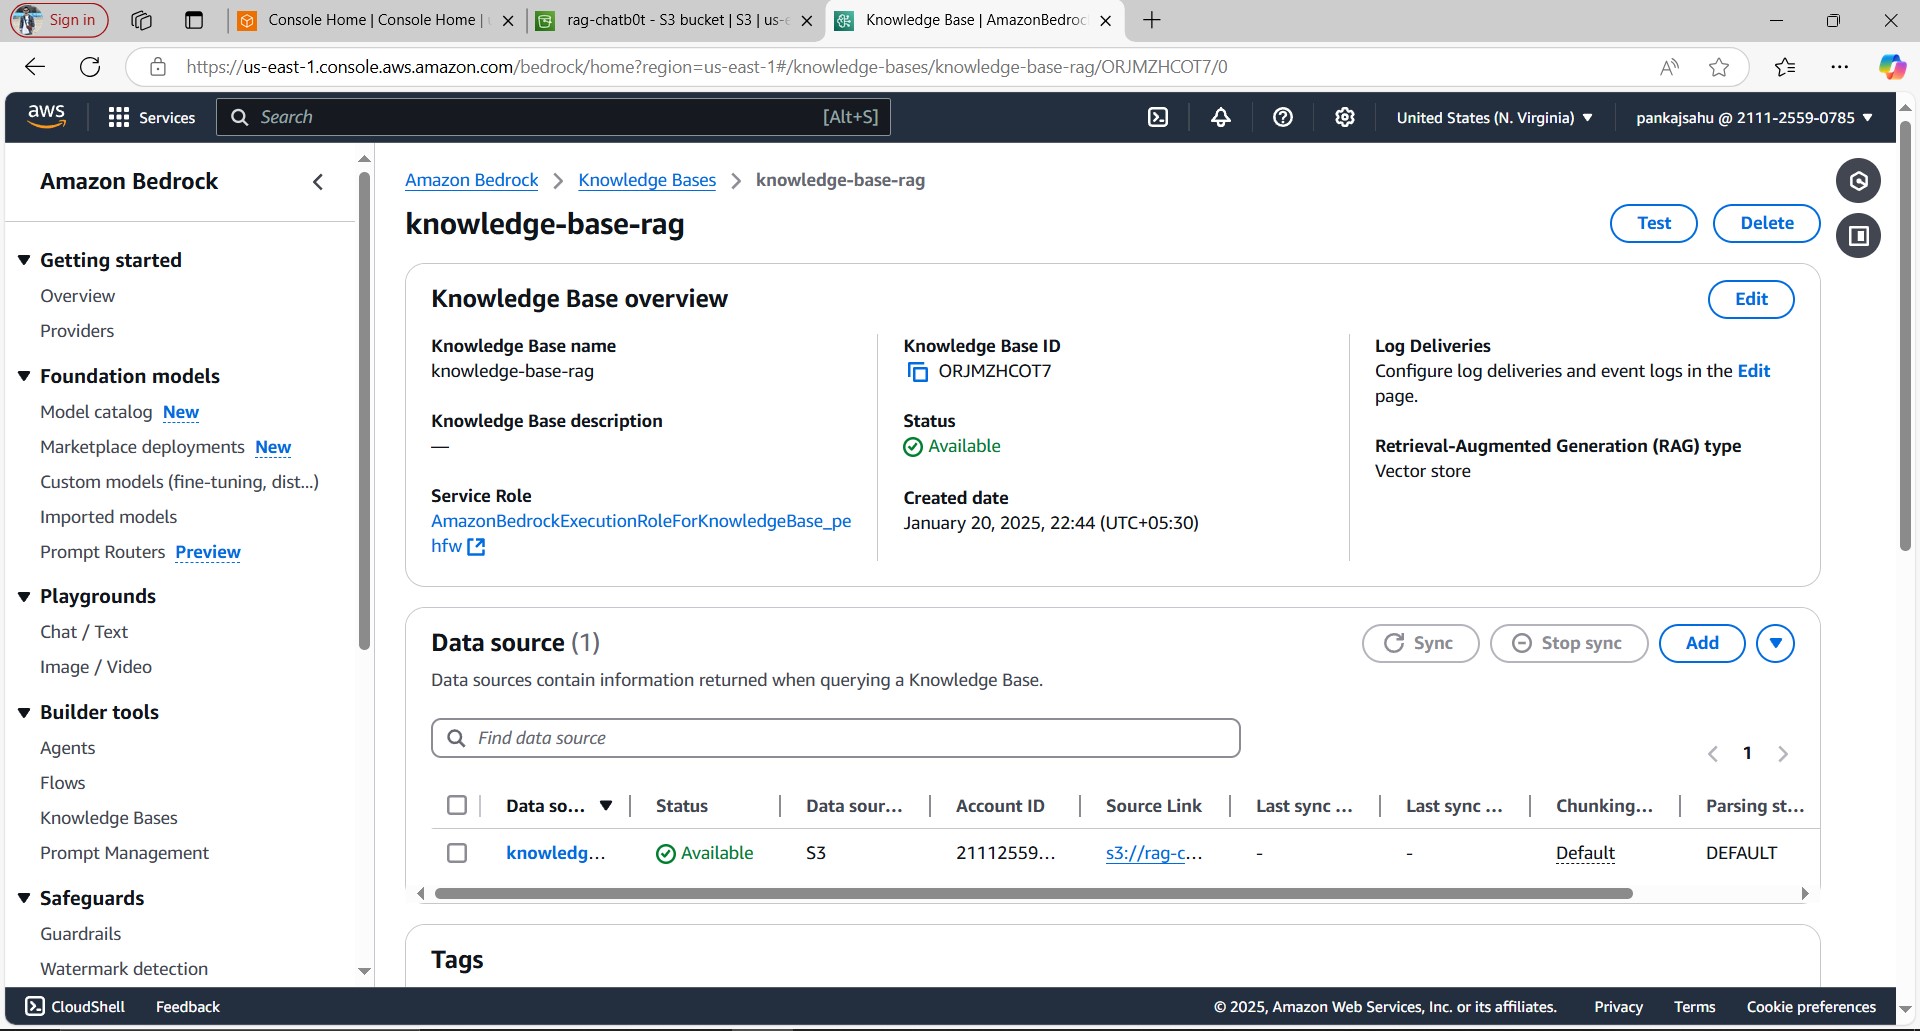 Sign in
Console Home | Console Home |
rag-chatb0t - S3 bucket | S3 | us-e
Knowledge Base | AmazonBedroc
https://us-east-1.console.aws.amazon.com/bedrock/home?region=us-east-1#/knowledge-bases/knowledge-base-rag/ORJMZHCOT7/0
aws
Services
Search
[Alt+S]
United States (N. Virginia)
pankajsahu @ 2111-2559-0785
Amazon Bedrock
Getting started
Overview
Providers
Foundation models
Model catalog New
Marketplace deployments New
Custom models (fine-tuning, dist...)
Imported models
Prompt Routers Preview
Playgrounds
Chat / Text
Image / Video
Builder tools
Agents
Flows
Knowledge Bases
Prompt Management
Safeguards
Guardrails
Watermark detection
Amazon Bedrock > Knowledge Bases > knowledge-base-rag
knowledge-base-rag
Test
Delete
Knowledge Base overview
Edit
Knowledge Base name
knowledge-base-rag
Knowledge Base description
—
Service Role
AmazonBedrockExecutionRoleForKnowledgeBase_pe
hfw
Knowledge Base ID
ORJMZHCOT7
Status
Available
Created date
January 20, 2025, 22:44 (UTC+05:30)
Log Deliveries
Configure log deliveries and event logs in the Edit
page.
Retrieval-Augmented Generation (RAG) type
Vector store
Data source (1)
Sync
Stop sync
Add
Data sources contain information returned when querying a Knowledge Base.
Find data source
1
Data so... Status Data sour... Account ID Source Link Last sync ... Last sync ... Chunking... Parsing st...
knowledg... Available S3 21112559... s3://rag-c... - - Default DEFAULT
Tags
CloudShell
Feedback
© 2025, Amazon Web Services, Inc. or its affiliates.
Privacy
Terms
Cookie preferences